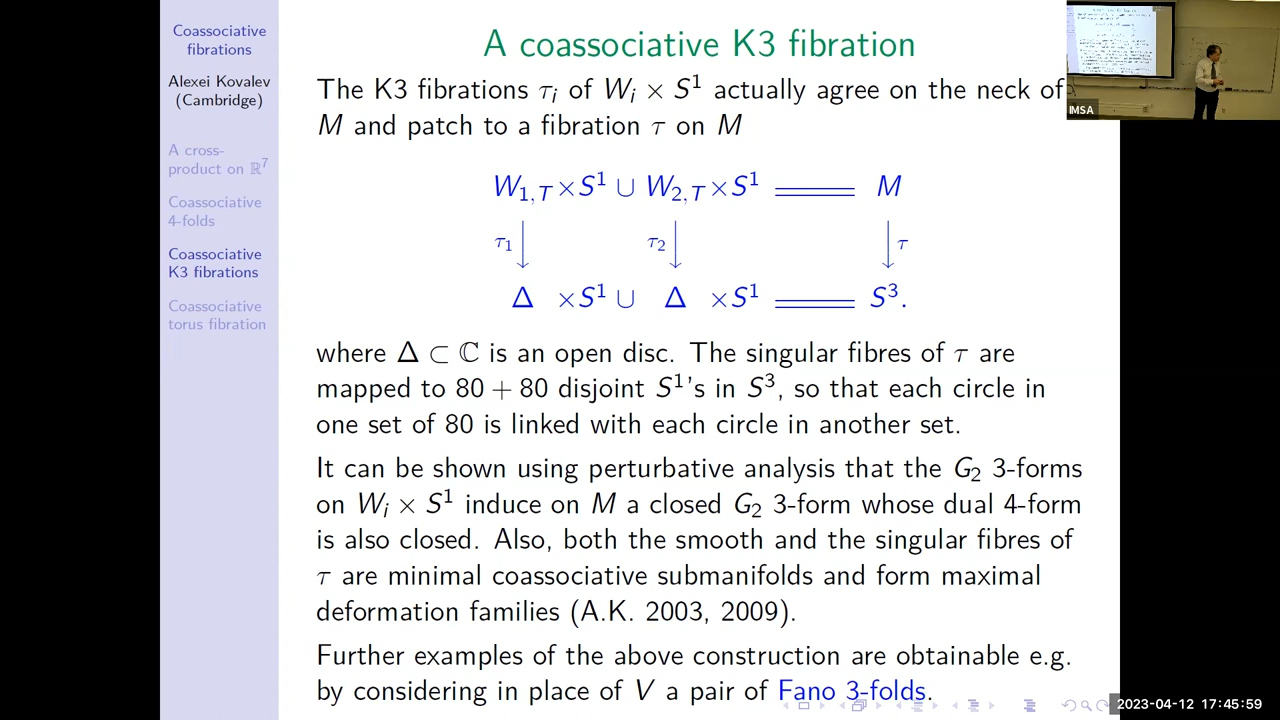 Coassociative
fibrations
Alexei Kovalev
(Cambridge)
A cross-
product on ℝ⁷
Coassociative
4-folds
Coassociative
K3 fibrations
Coassociative
torus fibration
A coassociative K3 fibration
The K3 fibrations τᵢ of Wᵢ × S¹ actually agree on the neck of
M and patch to a fibration τ on M
W₁,T × S¹ ∪ W₂,T × S¹ ═══ M
τ₁ ↓ τ₂ ↓ ↓ τ
Δ × S¹ ∪ Δ × S¹ ═══ S³.
where Δ ⊂ ℂ is an open disc. The singular fibres of τ are
mapped to 80 + 80 disjoint S¹'s in S³, so that each circle in
one set of 80 is linked with each circle in another set.
It can be shown using perturbative analysis that the G₂ 3-forms
on Wᵢ × S¹ induce on M a closed G₂ 3-form whose dual 4-form
is also closed. Also, both the smooth and the singular fibres of
τ are minimal coassociative submanifolds and form maximal
deformation families (A.K. 2003, 2009).
Further examples of the above construction are obtainable e.g.
by considering in place of V a pair of Fano 3-folds.
IMSA
2023-04-12 17:45:59